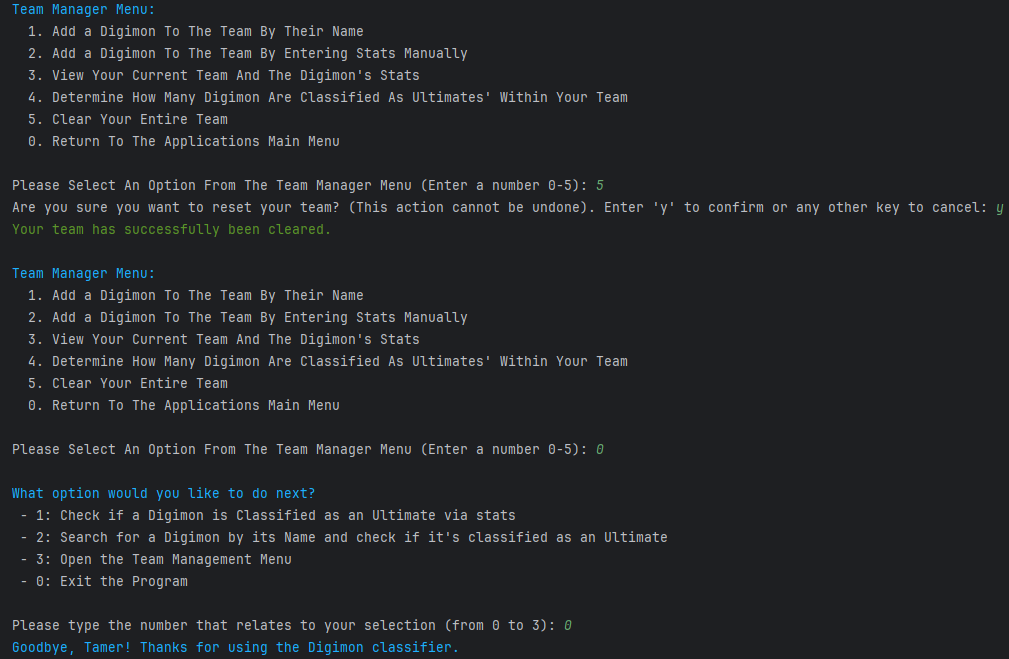 Team Manager Menu:
1. Add a Digimon To The Team By Their Name
2. Add a Digimon To The Team By Entering Stats Manually
3. View Your Current Team And The Digimon's Stats
4. Determine How Many Digimon Are Classified As Ultimates' Within Your Team
5. Clear Your Entire Team
0. Return To The Applications Main Menu
Please Select An Option From The Team Manager Menu (Enter a number 0-5): 5
Are you sure you want to reset your team? (This action cannot be undone). Enter 'y' to confirm or any other key to cancel: y
Your team has successfully been cleared.
Team Manager Menu:
1. Add a Digimon To The Team By Their Name
2. Add a Digimon To The Team By Entering Stats Manually
3. View Your Current Team And The Digimon's Stats
4. Determine How Many Digimon Are Classified As Ultimates' Within Your Team
5. Clear Your Entire Team
0. Return To The Applications Main Menu
Please Select An Option From The Team Manager Menu (Enter a number 0-5): 0
What option would you like to do next?
- 1: Check if a Digimon is Classified as an Ultimate via stats
- 2: Search for a Digimon by its Name and check if it's classified as an Ultimate
- 3: Open the Team Management Menu
- 0: Exit the Program
Please type the number that relates to your selection (from 0 to 3): 0
Goodbye, Tamer! Thanks for using the Digimon classifier.